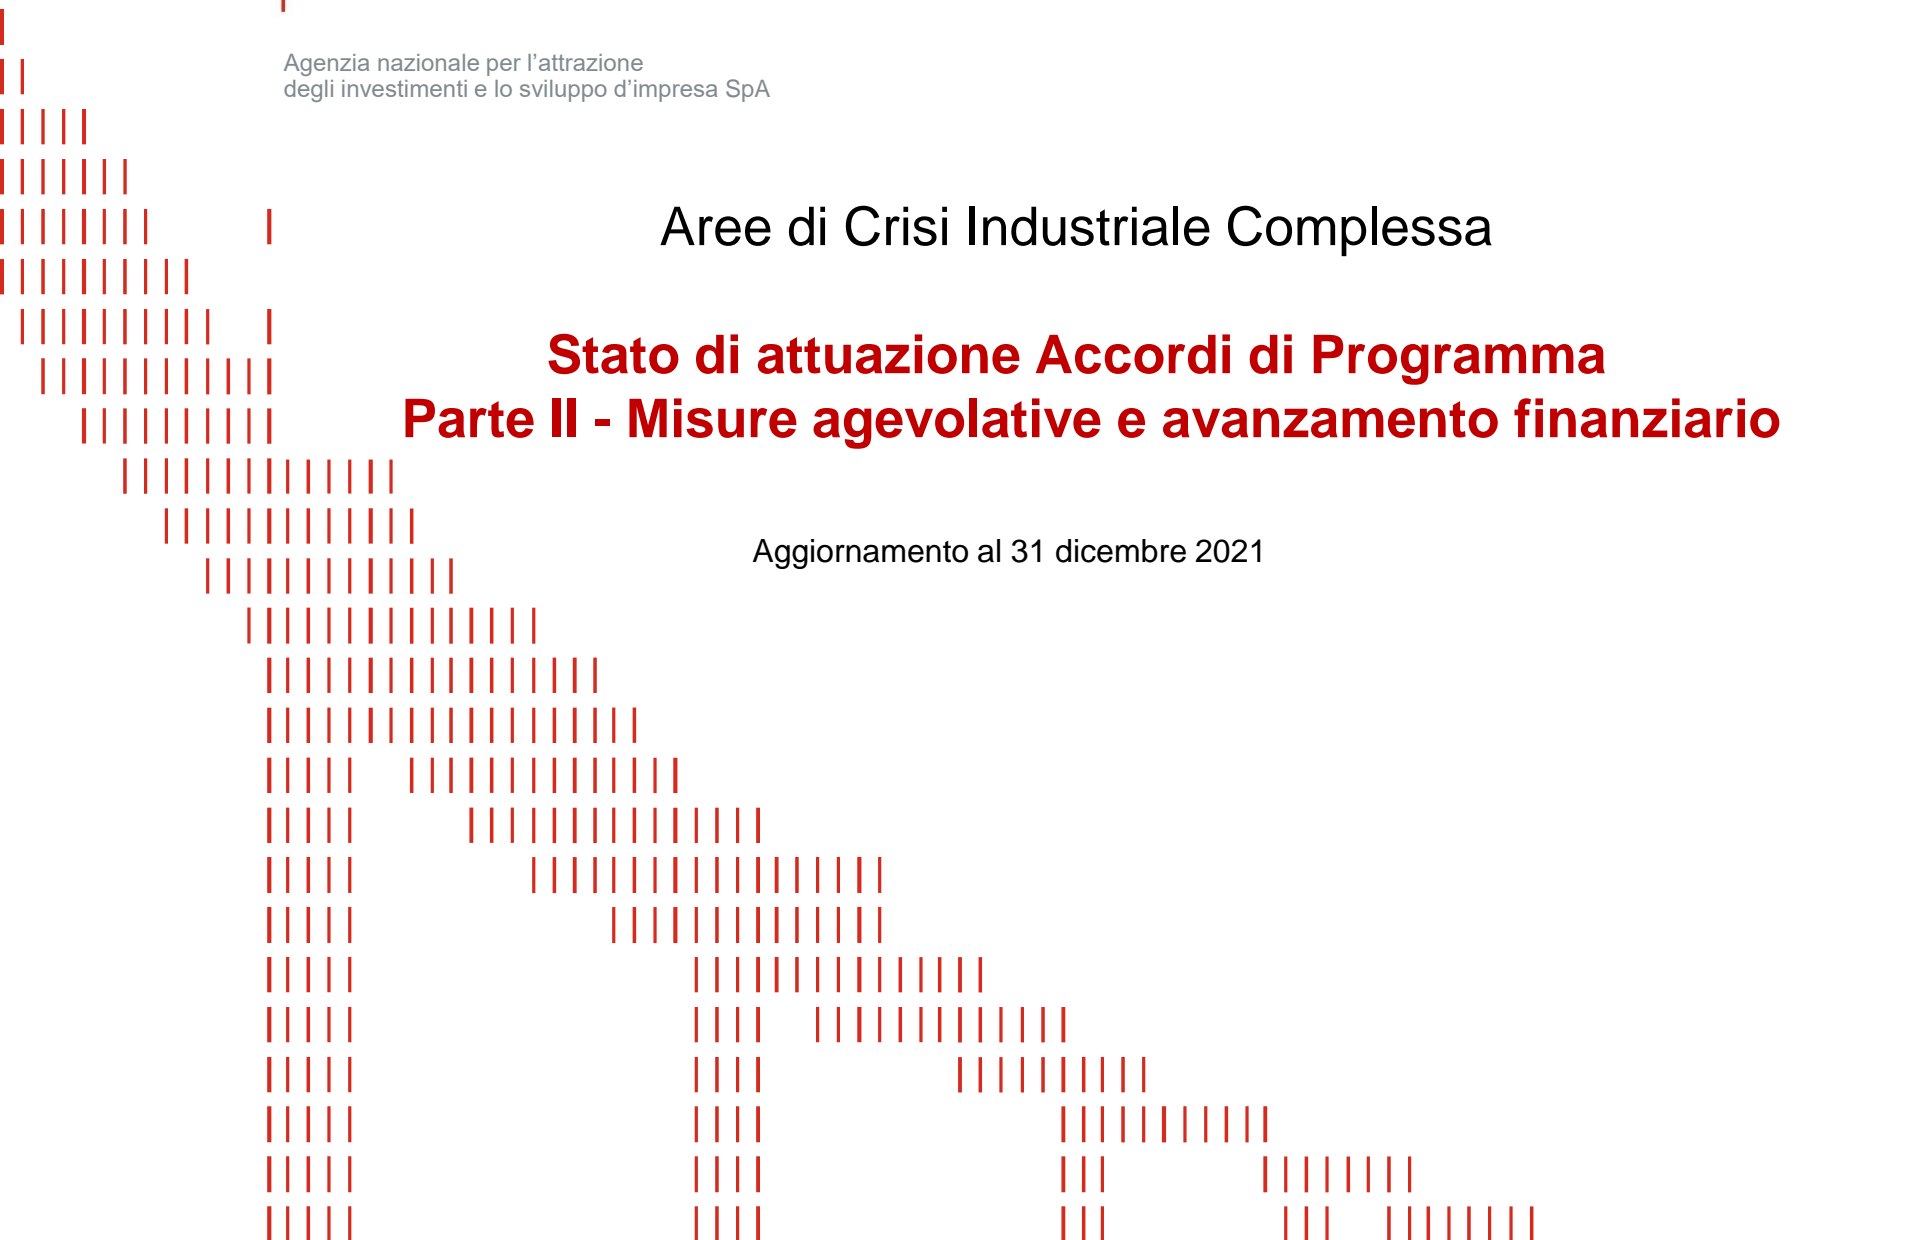 Agenzia nazionale per l’attrazione
degli investimenti e lo sviluppo d’impresa SpA
Aree di Crisi Industriale Complessa
Stato di attuazione Accordi di Programma
Parte II - Misure agevolative e avanzamento finanziario
Aggiornamento al 31 dicembre 2021